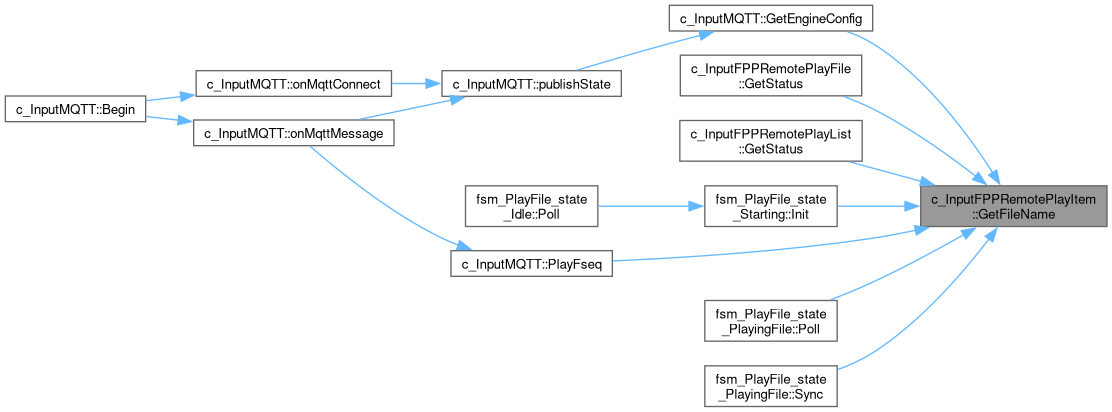 c_InputMQTT::GetEngineConfig
c_InputFPPRemotePlayFile
::GetStatus
c_InputMQTT::onMqttConnect
c_InputMQTT::publishState
c_InputMQTT::Begin
c_InputMQTT::onMqttMessage
c_InputFPPRemotePlayList
::GetStatus
fsm_PlayFile_state
_Idle::Poll
fsm_PlayFile_state
_Starting::Init
c_InputFPPRemotePlayItem
::GetFileName
c_InputMQTT::PlayFseq
fsm_PlayFile_state
_PlayingFile::Poll
fsm_PlayFile_state
_PlayingFile::Sync